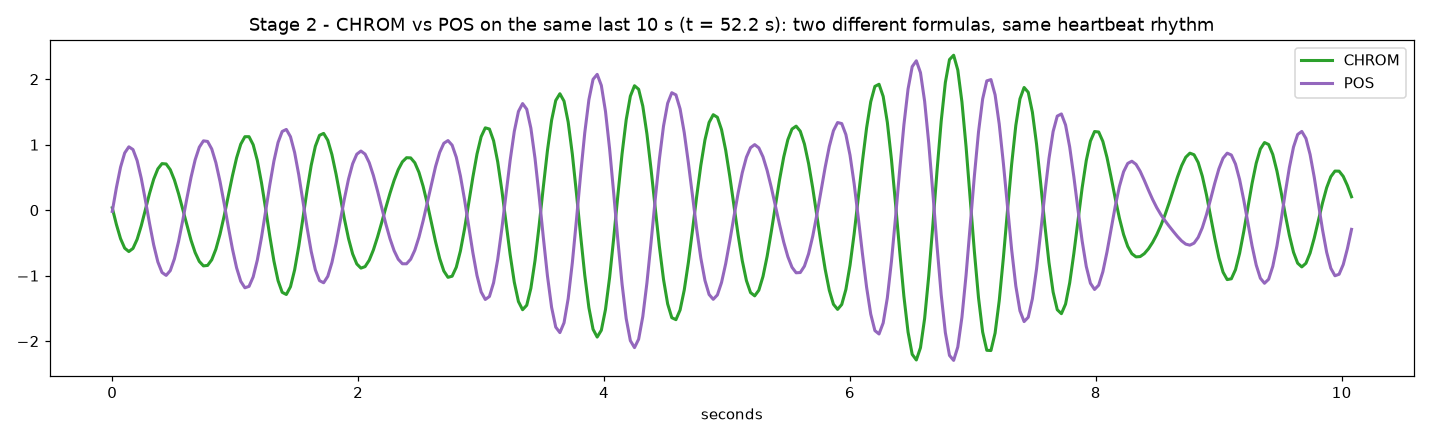 Stage 2 - CHROM vs POS on the same last 10 s (t = 52.2 s): two different formulas, same heartbeat rhythm
CHROM
POS
2
1
0
−1
−2
0 2 4 6 8 10
seconds